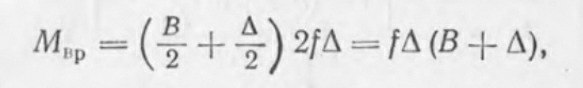 M_вр = (B/2 + Δ/2) 2fΔ = fΔ (B + Δ),